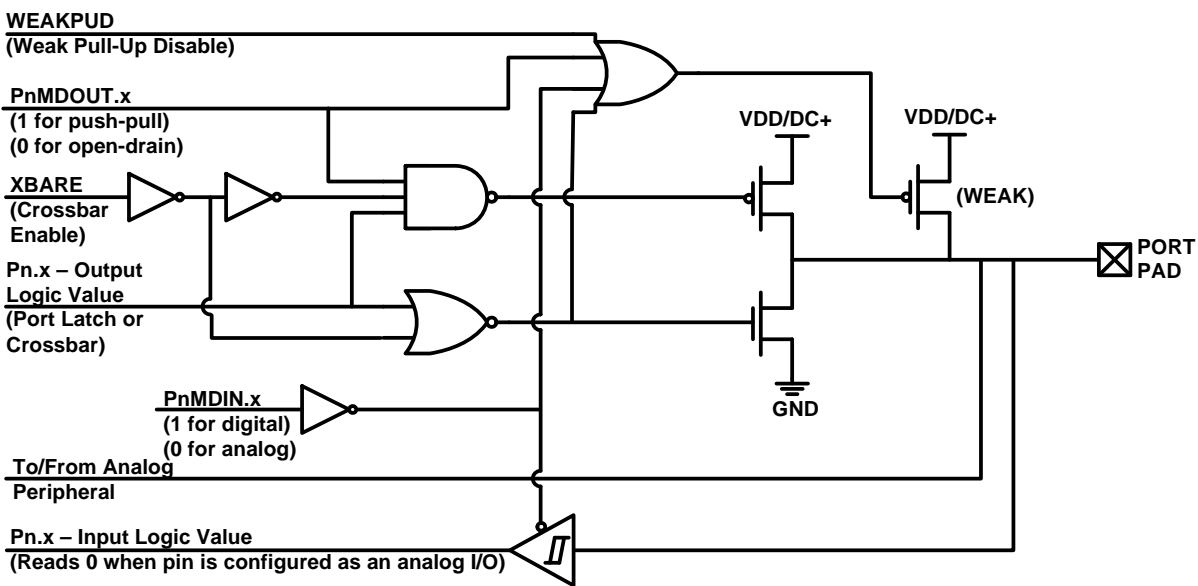 WEAKPUD
(Weak Pull-Up Disable)
PnMDOUT.x
(1 for push-pull)
(0 for open-drain)
XBARE
(Crossbar
Enable)
Pn.x – Output
Logic Value
(Port Latch or
Crossbar)
PnMDIN.x
(1 for digital)
(0 for analog)
To/From Analog
Peripheral
Pn.x – Input Logic Value
(Reads 0 when pin is configured as an analog I/O)
VDD/DC+
VDD/DC+
(WEAK)
PORT
PAD
GND